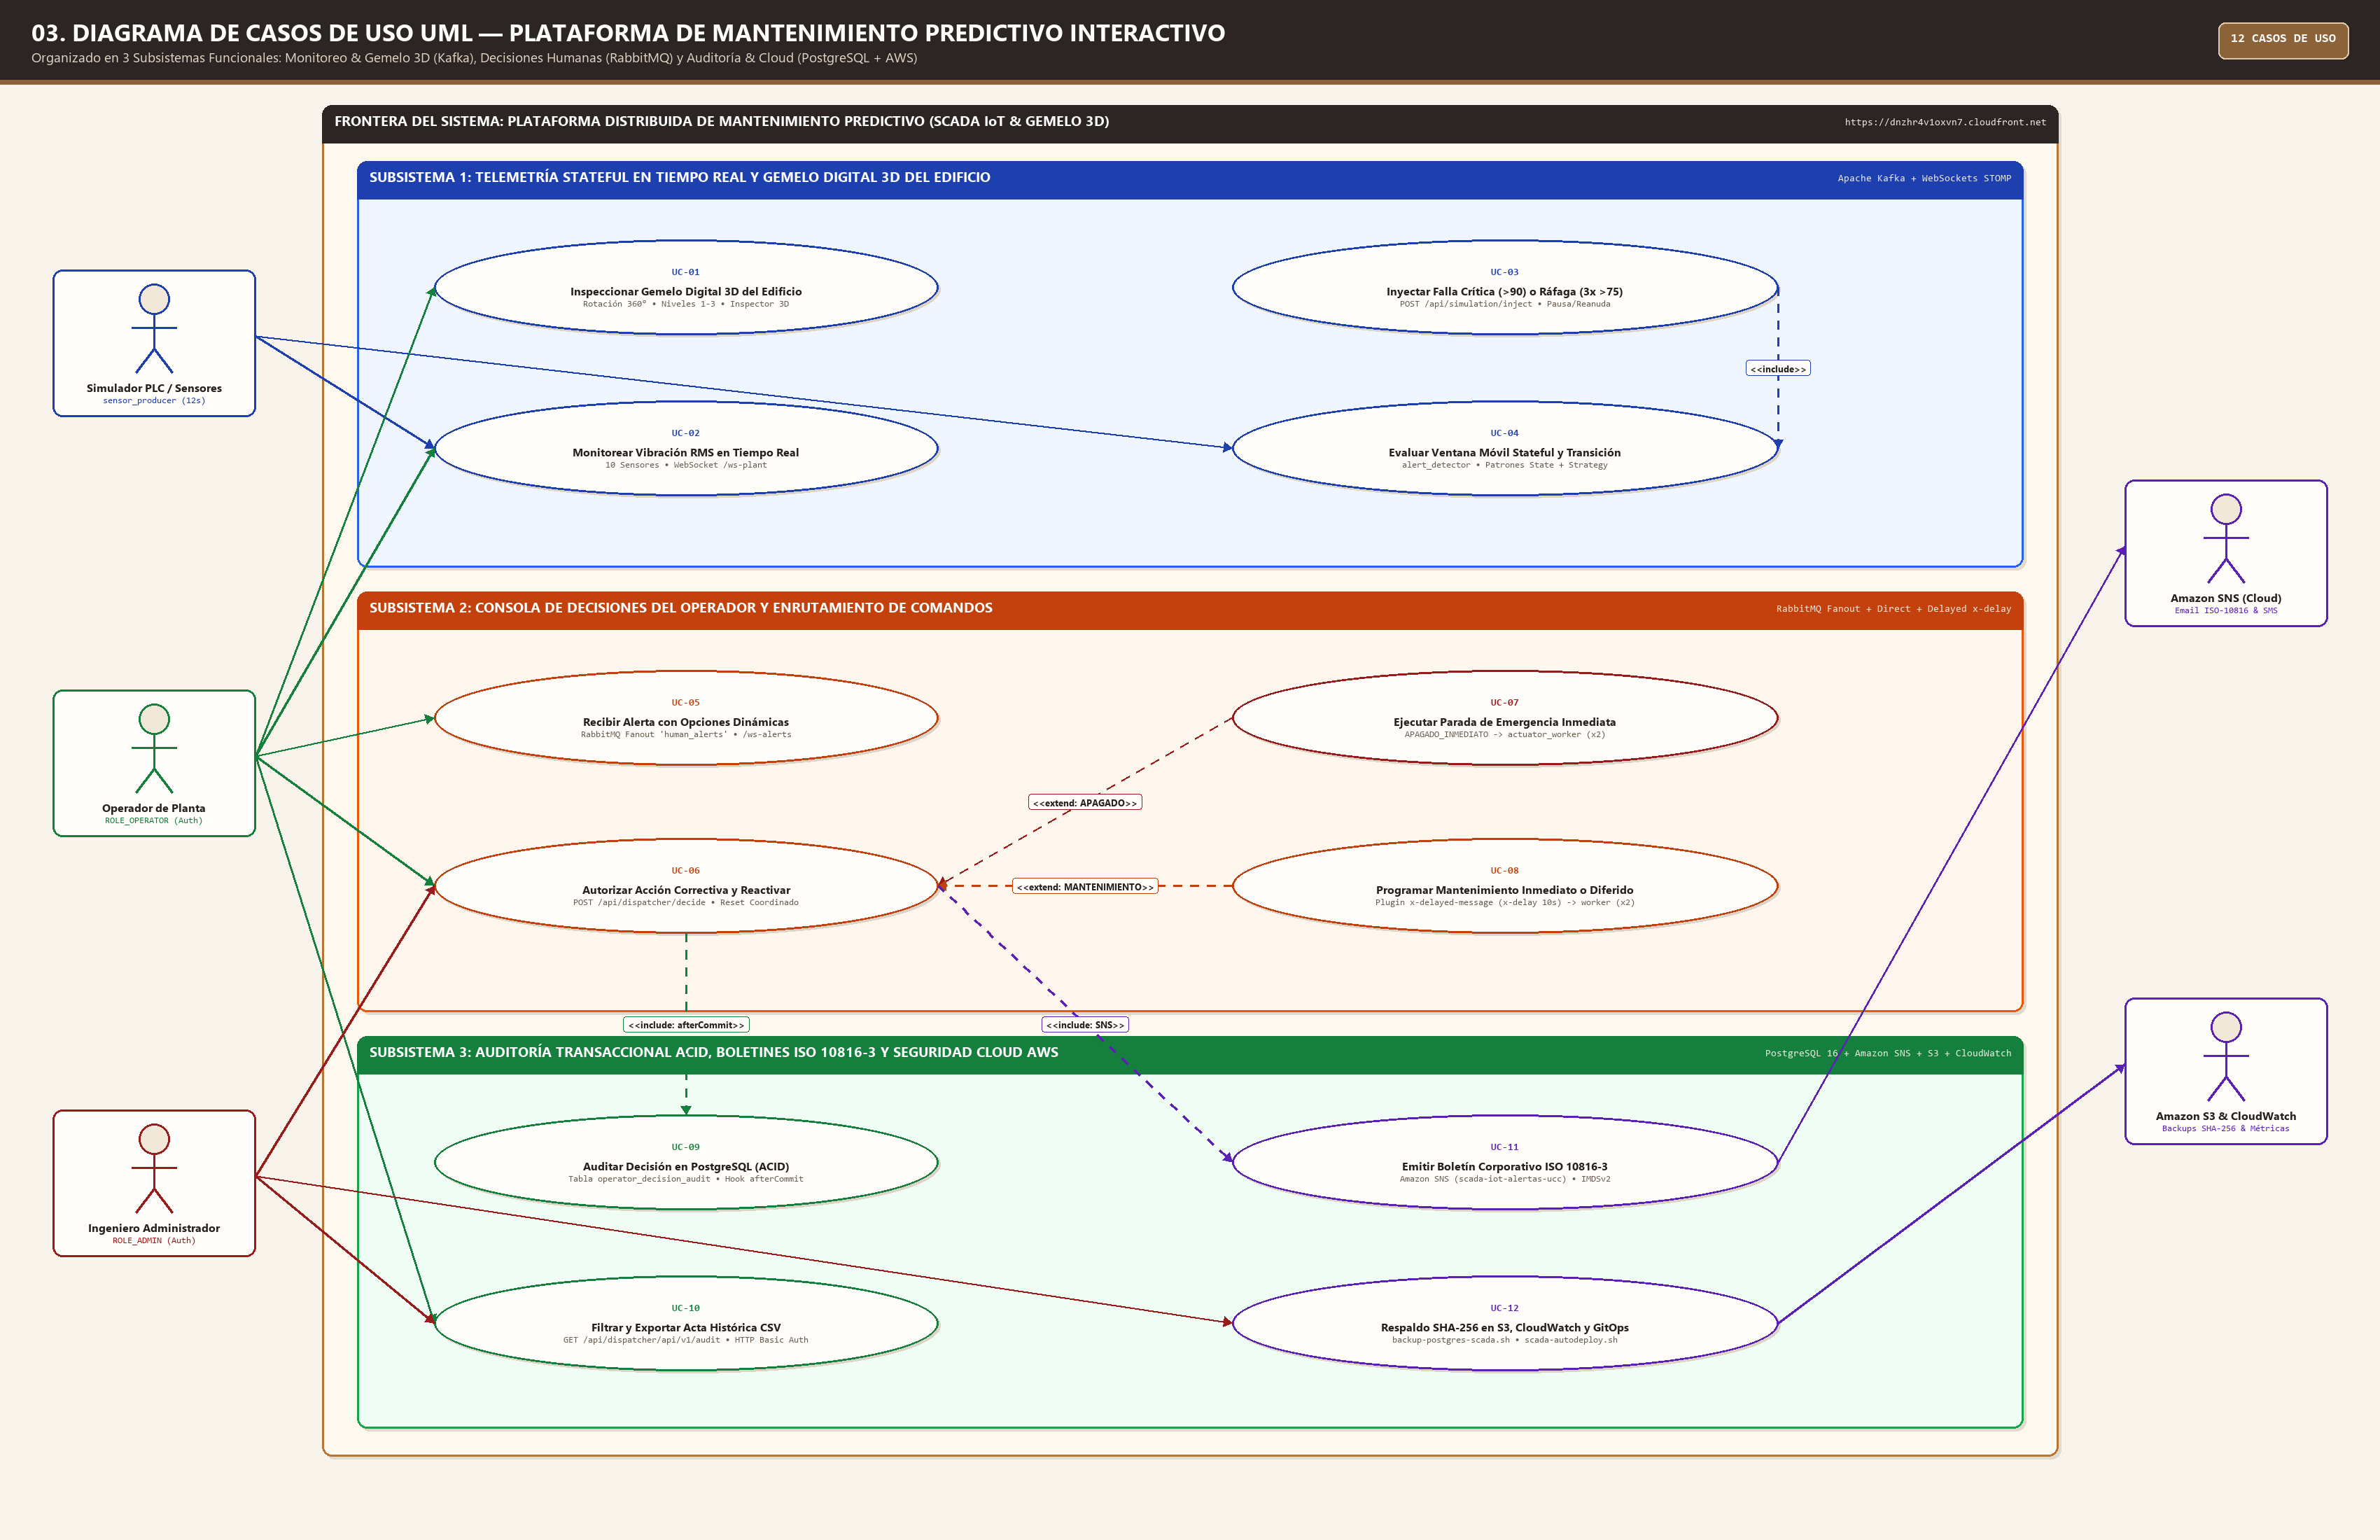 03. DIAGRAMA DE CASOS DE USO UML — PLATAFORMA DE MANTENIMIENTO PREDICTIVO INTERACTIVO
Organizado en 3 Subsistemas Funcionales: Monitoreo & Gemelo 3D (Kafka), Decisiones Humanas (RabbitMQ) y Auditoría & Cloud (PostgreSQL + AWS)
12 CASOS DE USO
FRONTERA DEL SISTEMA: PLATAFORMA DISTRIBUIDA DE MANTENIMIENTO PREDICTIVO (SCADA IoT & GEMELO 3D)
https://dnzhr4v1oxvn7.cloudfront.net
SUBSISTEMA 1: TELEMETRÍA STATEFUL EN TIEMPO REAL Y GEMELO DIGITAL 3D DEL EDIFICIO
Apache Kafka + WebSockets STOMP
UC-01
Inspeccionar Gemelo Digital 3D del Edificio
Rotación 360° • Niveles 1-3 • Inspector 3D
UC-03
Inyectar Falla Crítica (>90) o Ráfaga (3x >75)
POST /api/simulation/inject • Pausa/Reanuda
<<include>>
Simulador PLC / Sensores
sensor_producer (12s)
UC-02
Monitorear Vibración RMS en Tiempo Real
10 Sensores • WebSocket /ws-plant
UC-04
Evaluar Ventana Móvil Stateful y Transición
alert_detector • Patrones State + Strategy
Amazon SNS (Cloud)
Email ISO-10816 & SMS
SUBSISTEMA 2: CONSOLA DE DECISIONES DEL OPERADOR Y ENRUTAMIENTO DE COMANDOS
RabbitMQ Fanout + Direct + Delayed x-delay
UC-05
Recibir Alerta con Opciones Dinámicas
RabbitMQ Fanout 'human_alerts' • /ws-alerts
UC-07
Ejecutar Parada de Emergencia Inmediata
APAGADO_INMEDIATO -> actuator_worker (x2)
Operador de Planta
ROLE_OPERATOR (Auth)
<<extend: APAGADO>>
UC-06
Autorizar Acción Correctiva y Reactivar
POST /api/dispatcher/decide • Reset Coordinado
<<extend: MANTENIMIENTO>>
UC-08
Programar Mantenimiento Inmediato o Diferido
Plugin x-delayed-message (x-delay 10s) -> worker (x2)
<<include: afterCommit>>
<<include: SNS>>
SUBSISTEMA 3: AUDITORÍA TRANSACCIONAL ACID, BOLETINES ISO 10816-3 Y SEGURIDAD CLOUD AWS
PostgreSQL 16 + Amazon SNS + S3 + CloudWatch
Amazon S3 & CloudWatch
Backups SHA-256 & Métricas
UC-09
Auditar Decisión en PostgreSQL (ACID)
Tabla operator_decision_audit • Hook afterCommit
UC-11
Emitir Boletín Corporativo ISO 10816-3
Amazon SNS (scada-iot-alertas-ucc) • IMDSv2
Ingeniero Administrador
ROLE_ADMIN (Auth)
UC-10
Filtrar y Exportar Acta Histórica CSV
GET /api/dispatcher/api/v1/audit • HTTP Basic Auth
UC-12
Respaldo SHA-256 en S3, CloudWatch y GitOps
backup-postgres-scada.sh • scada-autodeploy.sh